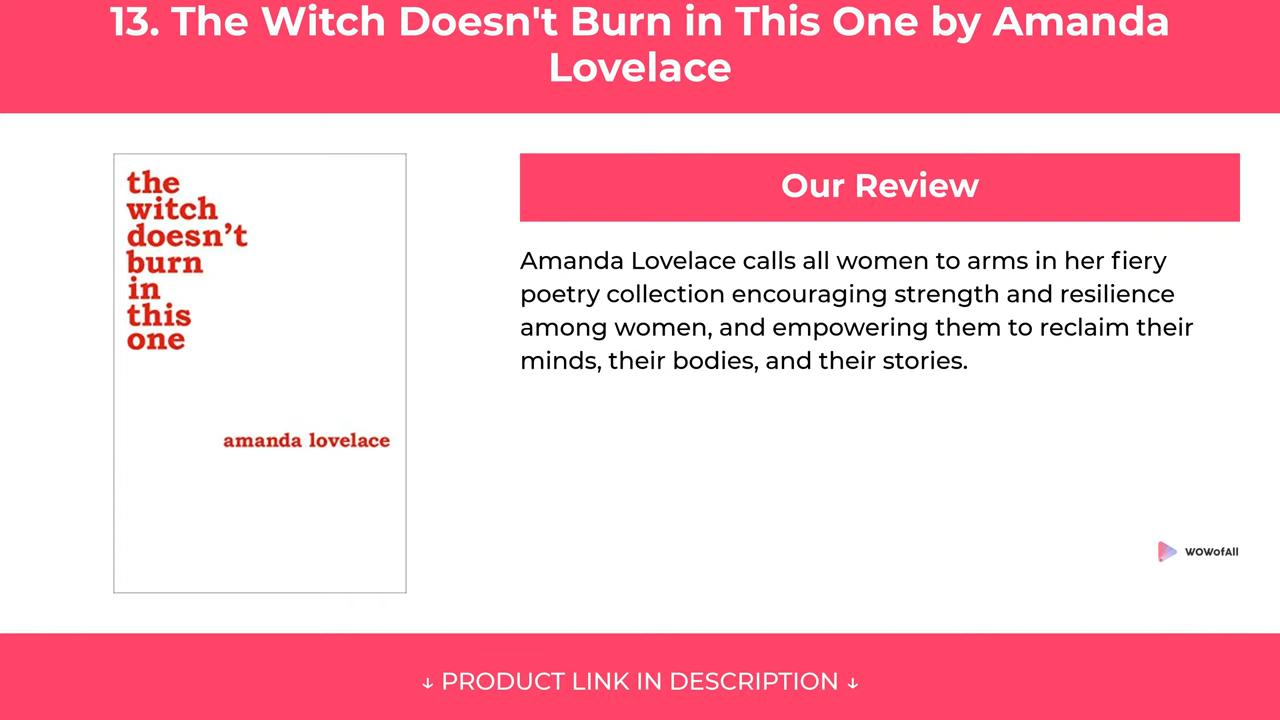 13. The Witch Doesn't Burn in This One by Amanda
Lovelace
the
witch
doesn’t
burn
in
this
one
amanda lovelace
Our Review
Amanda Lovelace calls all women to arms in her fiery
poetry collection encouraging strength and resilience
among women, and empowering them to reclaim their
minds, their bodies, and their stories.
WOWofAll
↓ PRODUCT LINK IN DESCRIPTION ↓